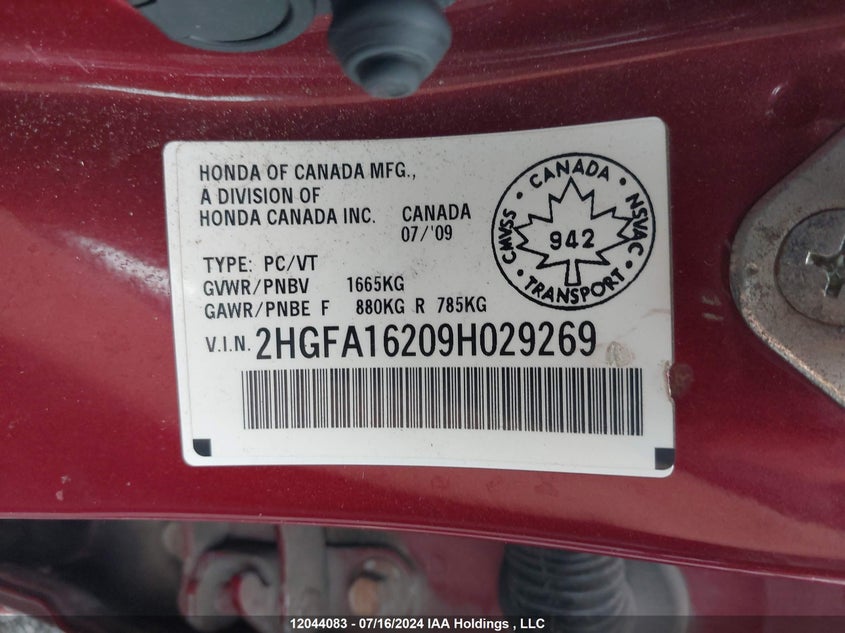 HONDA OF CANADA MFG.,
A DIVISION OF
HONDA CANADA INC. CANADA
07/'09
TYPE: PC/VT
GVWR/PNBV 1665KG
GAWR/PNBE F 880KG R 785KG
V.I.N. 2HGFA16209H029269
• CANADA •
CMVSS NSVAC
942
• TRANSPORT •
12044083 - 07/16/2024 IAA Holdings , LLC